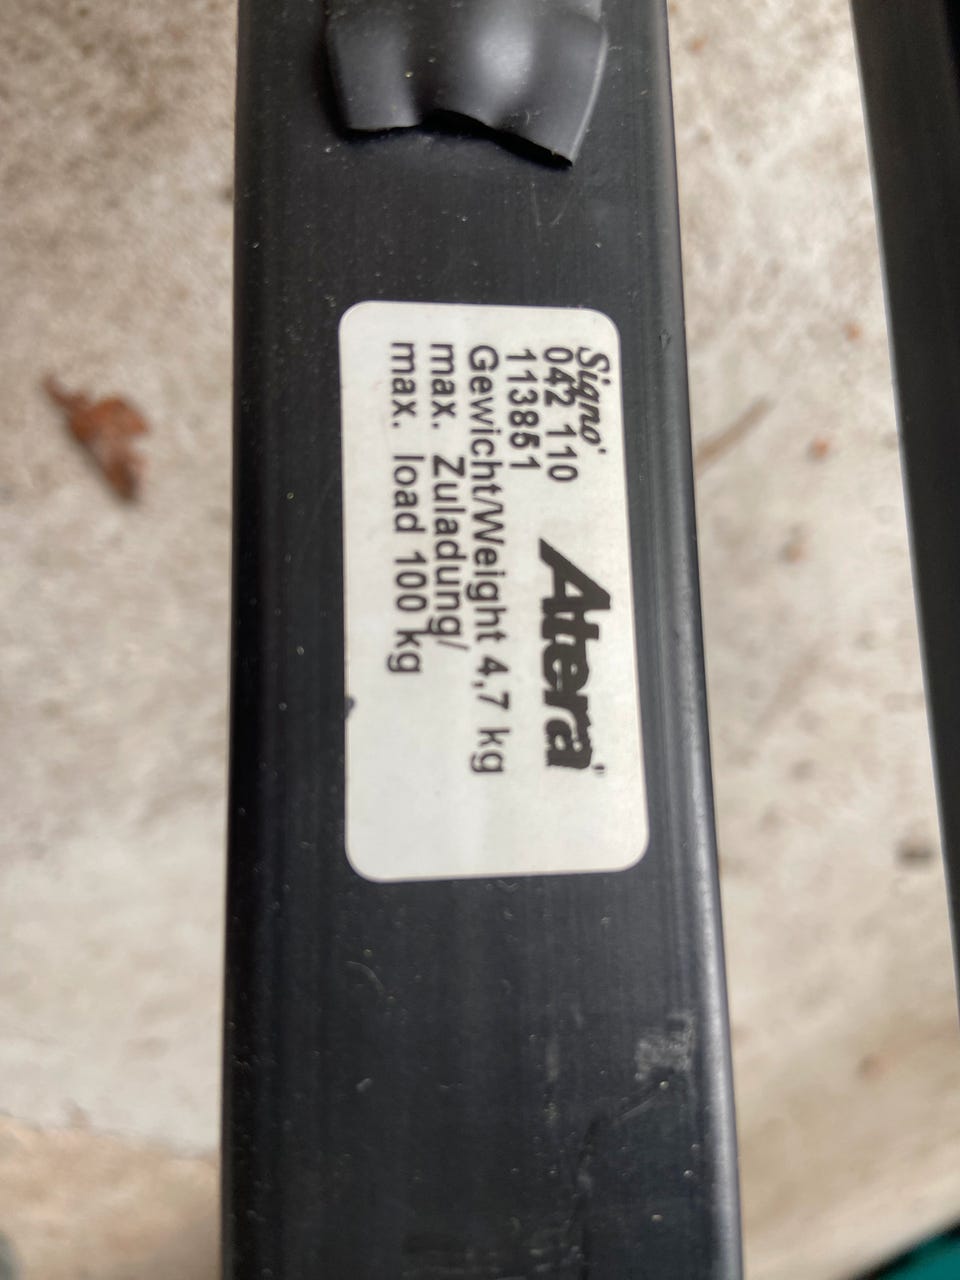 Signo®
042 110
Atera®
113851
Gewicht/Weight 4,7 kg
max. Zuladung/
max. load 100 kg